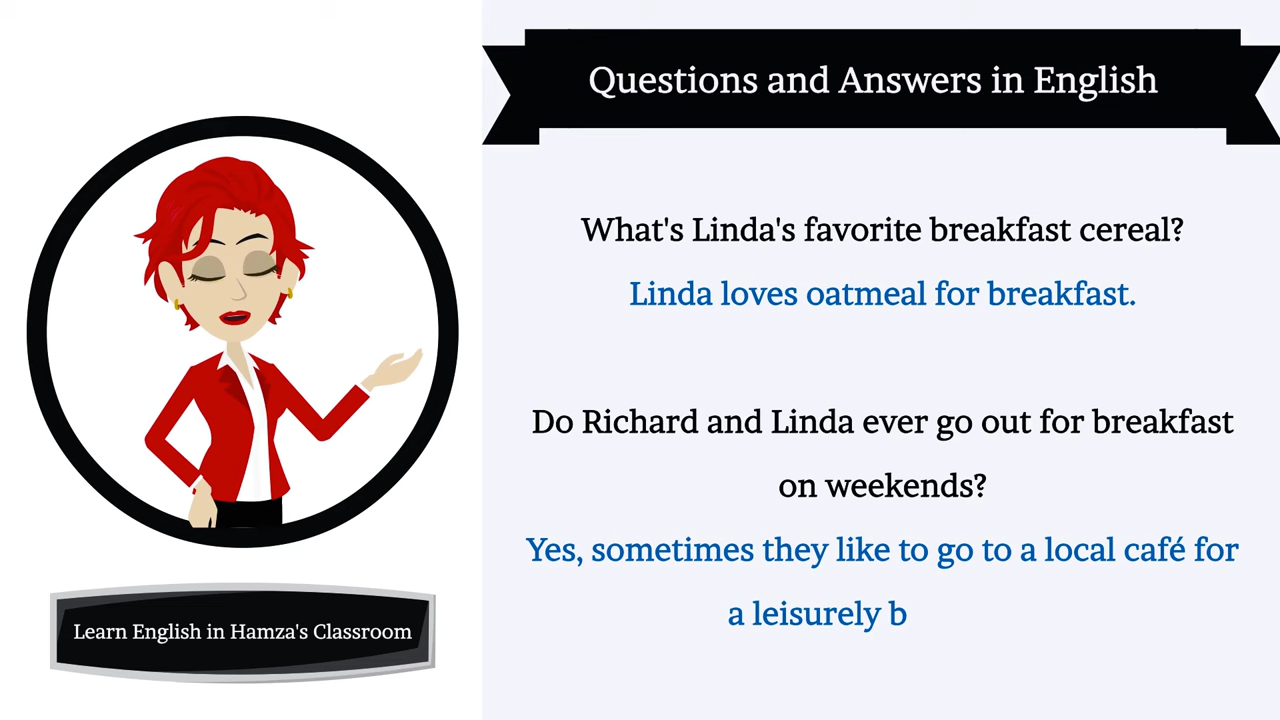 Questions and Answers in English
What's Linda's favorite breakfast cereal?
Linda loves oatmeal for breakfast.
Do Richard and Linda ever go out for breakfast
on weekends?
Yes, sometimes they like to go to a local café for
a leisurely b
Learn English in Hamza's Classroom